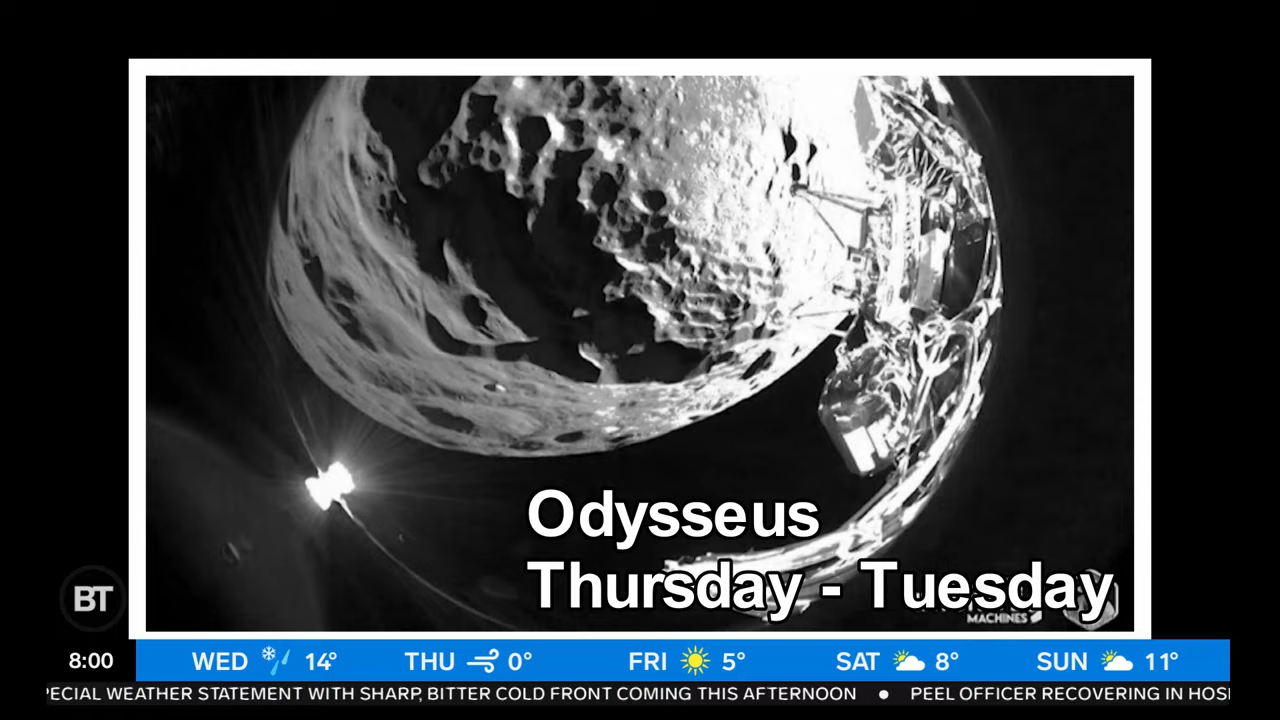 Odysseus
Thursday - Tuesday
MACHINES
BT
8:00
WED 14° THU 0° FRI 5° SAT 8° SUN 11°
PECIAL WEATHER STATEMENT WITH SHARP, BITTER COLD FRONT COMING THIS AFTERNOON • PEEL OFFICER RECOVERING IN HOSI